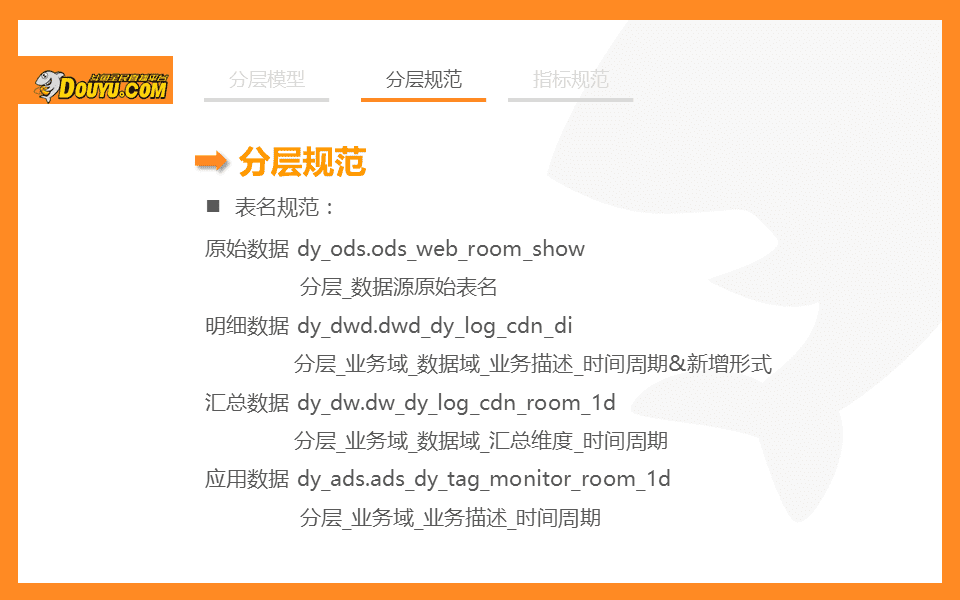 斗鱼全民直播平台
DOUYU.COM
分层模型
分层规范
指标规范
分层规范
表名规范：
原始数据 dy_ods.ods_web_room_show
分层_数据源原始表名
明细数据 dy_dwd.dwd_dy_log_cdn_di
分层_业务域_数据域_业务描述_时间周期&新增形式
汇总数据 dy_dw.dw_dy_log_cdn_room_1d
分层_业务域_数据域_汇总维度_时间周期
应用数据 dy_ads.ads_dy_tag_monitor_room_1d
分层_业务域_业务描述_时间周期